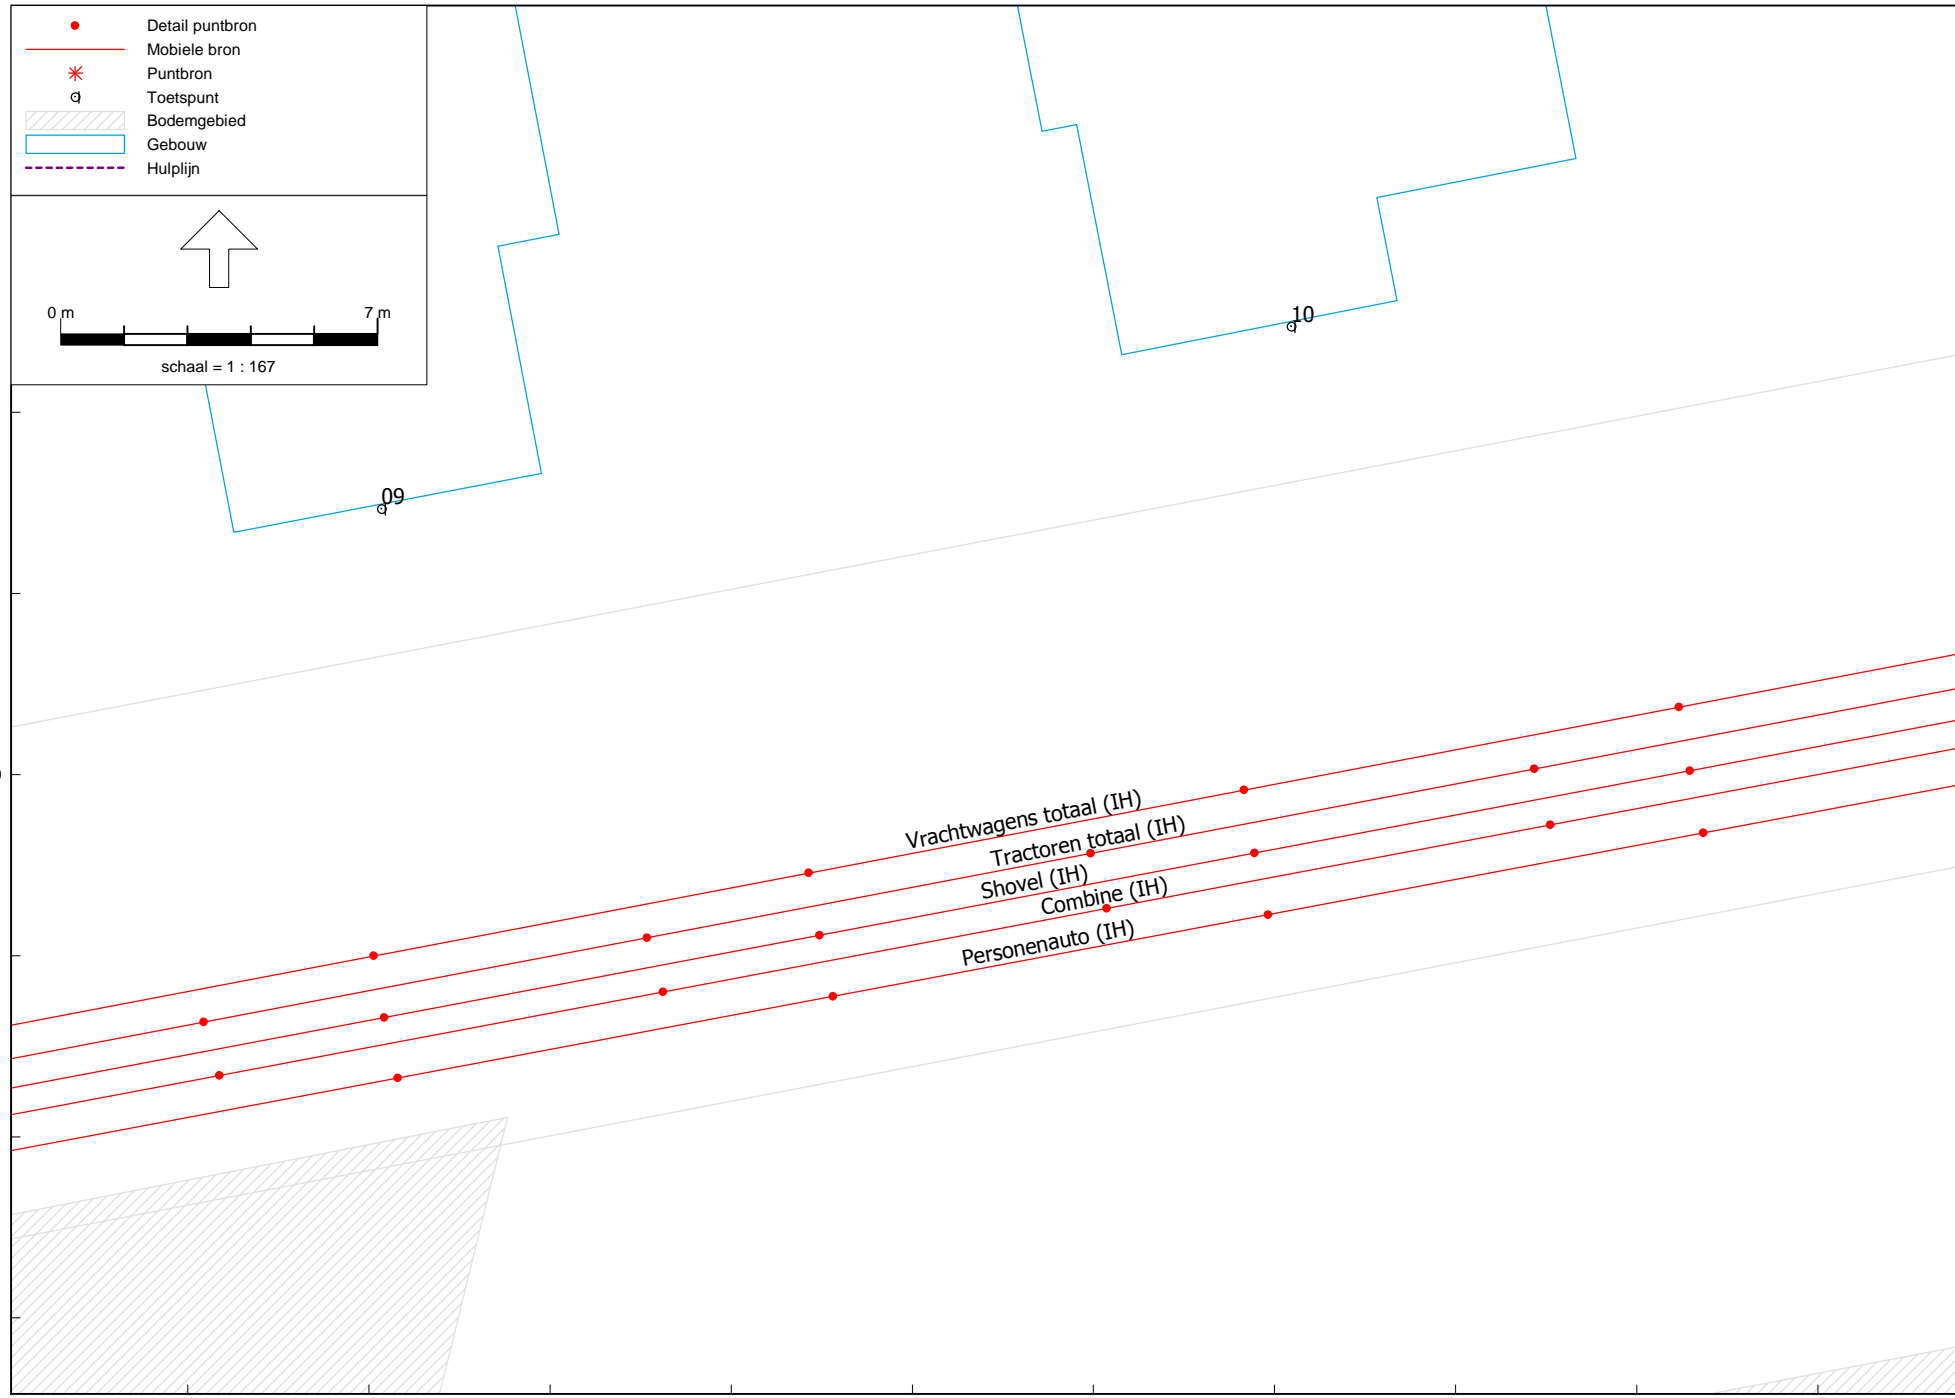 Detail puntbron
Mobiele bron
Puntbron
Toetspunt
Bodemgebied
Gebouw
Hulplijn
0 m 7 m
schaal = 1 : 167
10
09
Vrachtwagens totaal (IH)
Tractoren totaal (IH)
Shovel (IH)
Combine (IH)
Personenauto (IH)